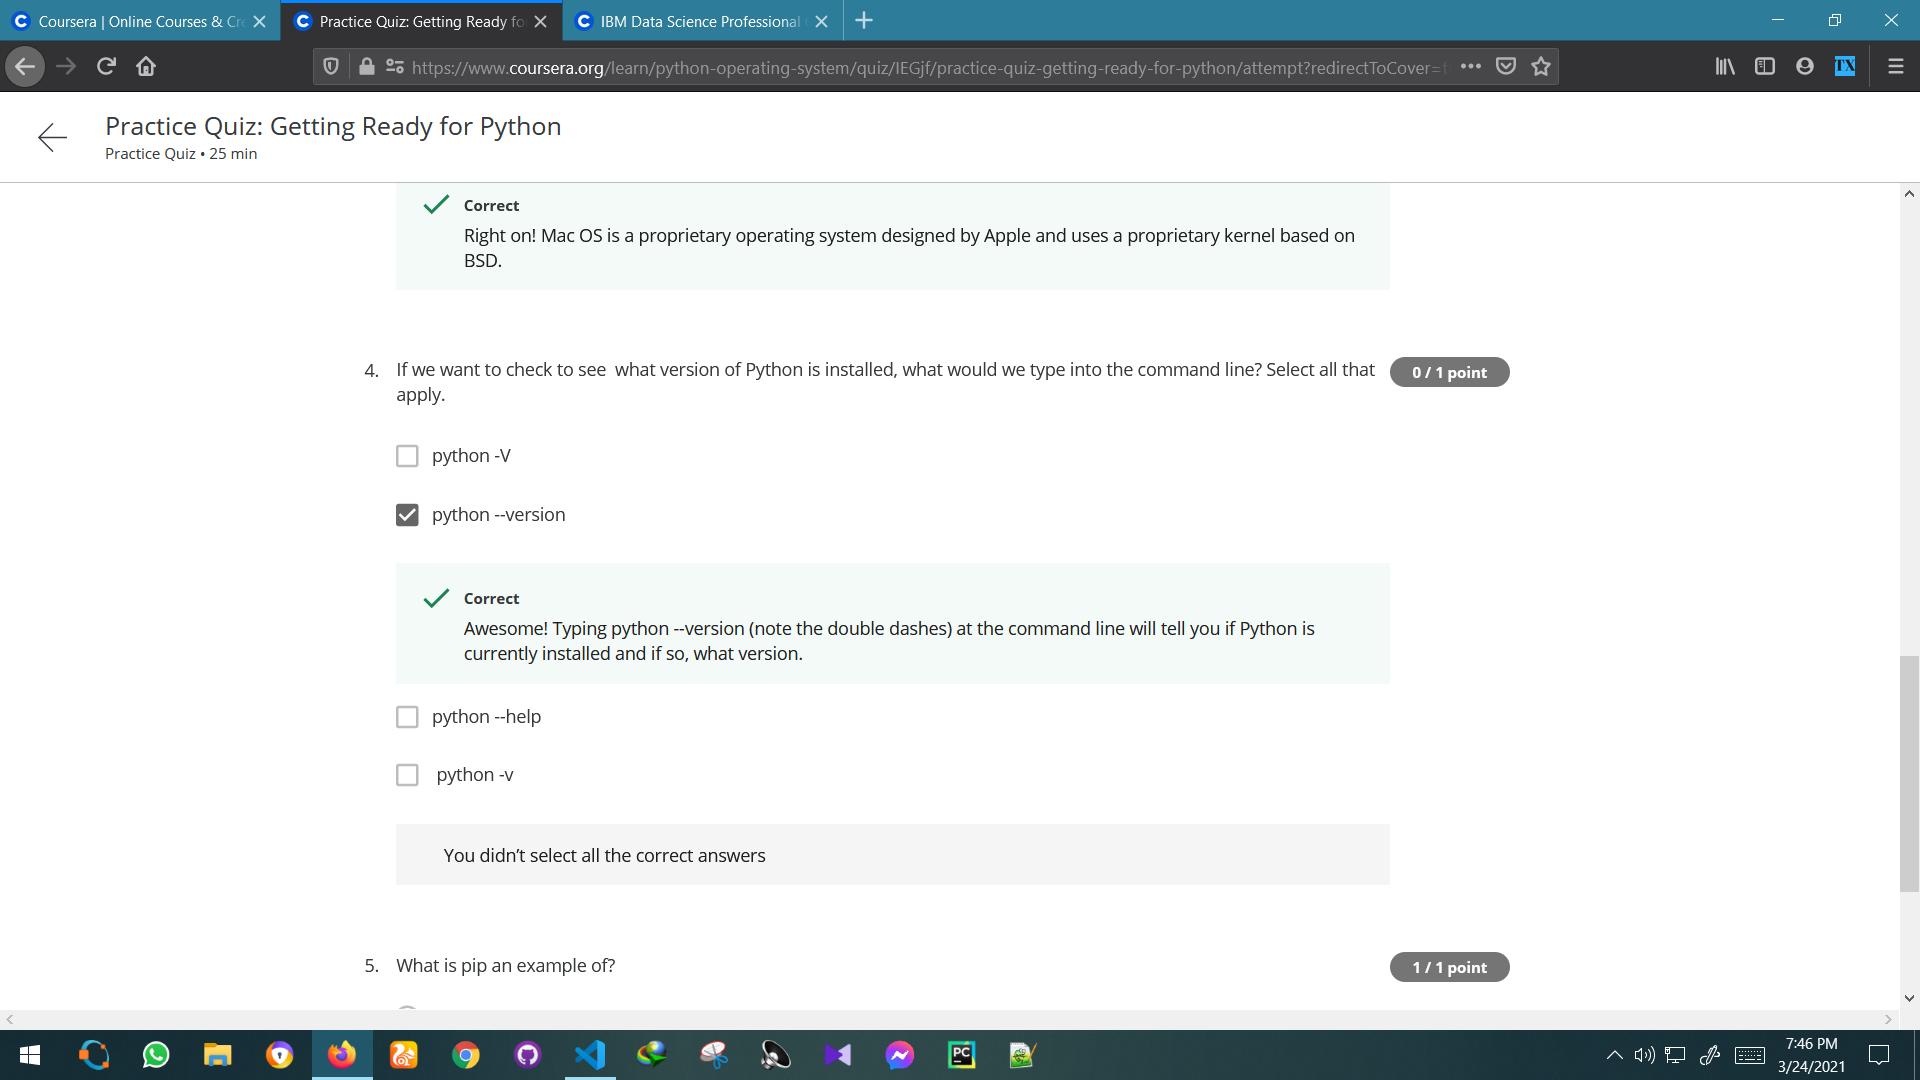 Coursera | Online Courses & Cre
Practice Quiz: Getting Ready fo
IBM Data Science Professional
https://www.coursera.org/learn/python-operating-system/quiz/IEGjf/practice-quiz-getting-ready-for-python/attempt?redirectToCover=
Practice Quiz: Getting Ready for Python
Practice Quiz • 25 min
Correct
Right on! Mac OS is a proprietary operating system designed by Apple and uses a proprietary kernel based on
BSD.
4. If we want to check to see what version of Python is installed, what would we type into the command line? Select all that
apply.
0 / 1 point
python -V
python --version
Correct
Awesome! Typing python --version (note the double dashes) at the command line will tell you if Python is
currently installed and if so, what version.
python --help
python -v
You didn't select all the correct answers
5. What is pip an example of?
1 / 1 point
7:46 PM
3/24/2021